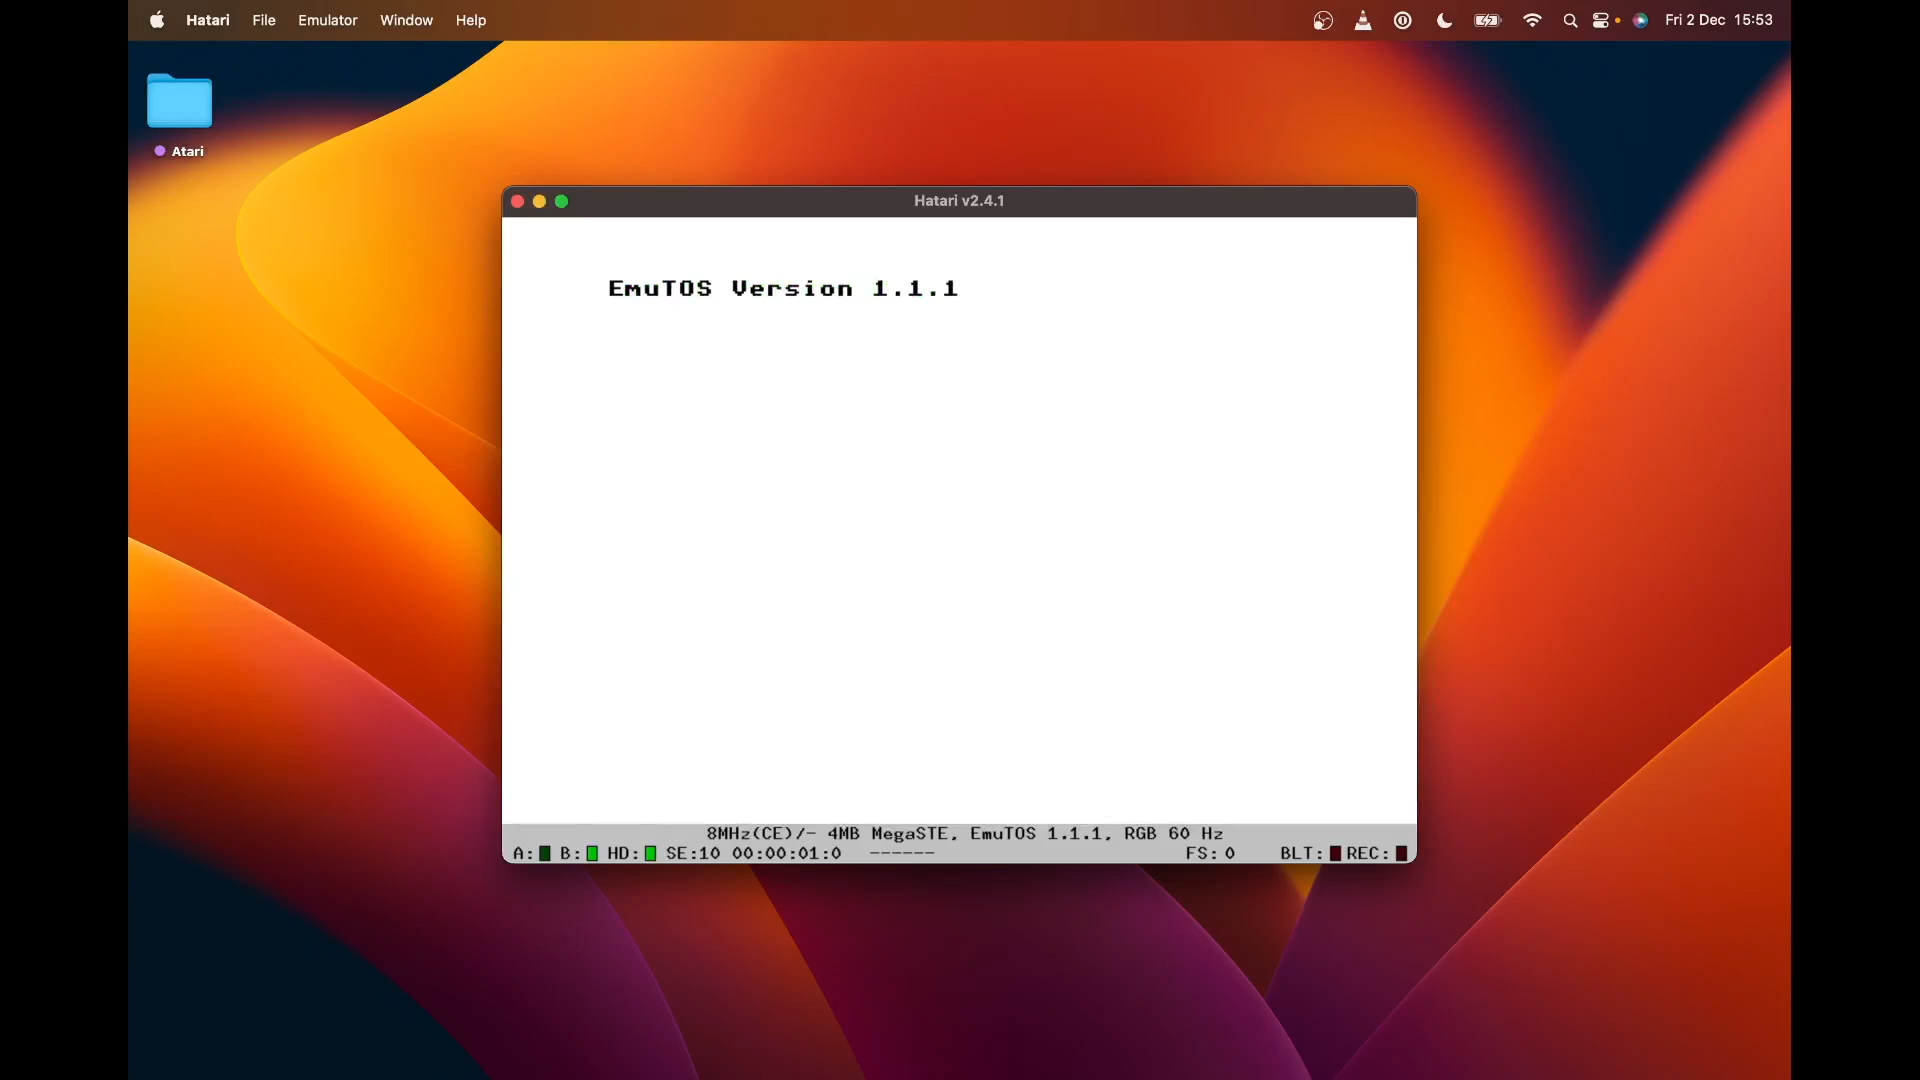 Hatari File Emulator Window Help Fri 2 Dec 15:53
Atari
Hatari v2.4.1
EmuTOS Version 1.1.1
8MHz(CE)/- 4MB MegaSTE, EmuTOS 1.1.1, RGB 60 Hz
A: B: HD: SE:10 00:00:01:0 ------ FS: 0 BLT: REC: